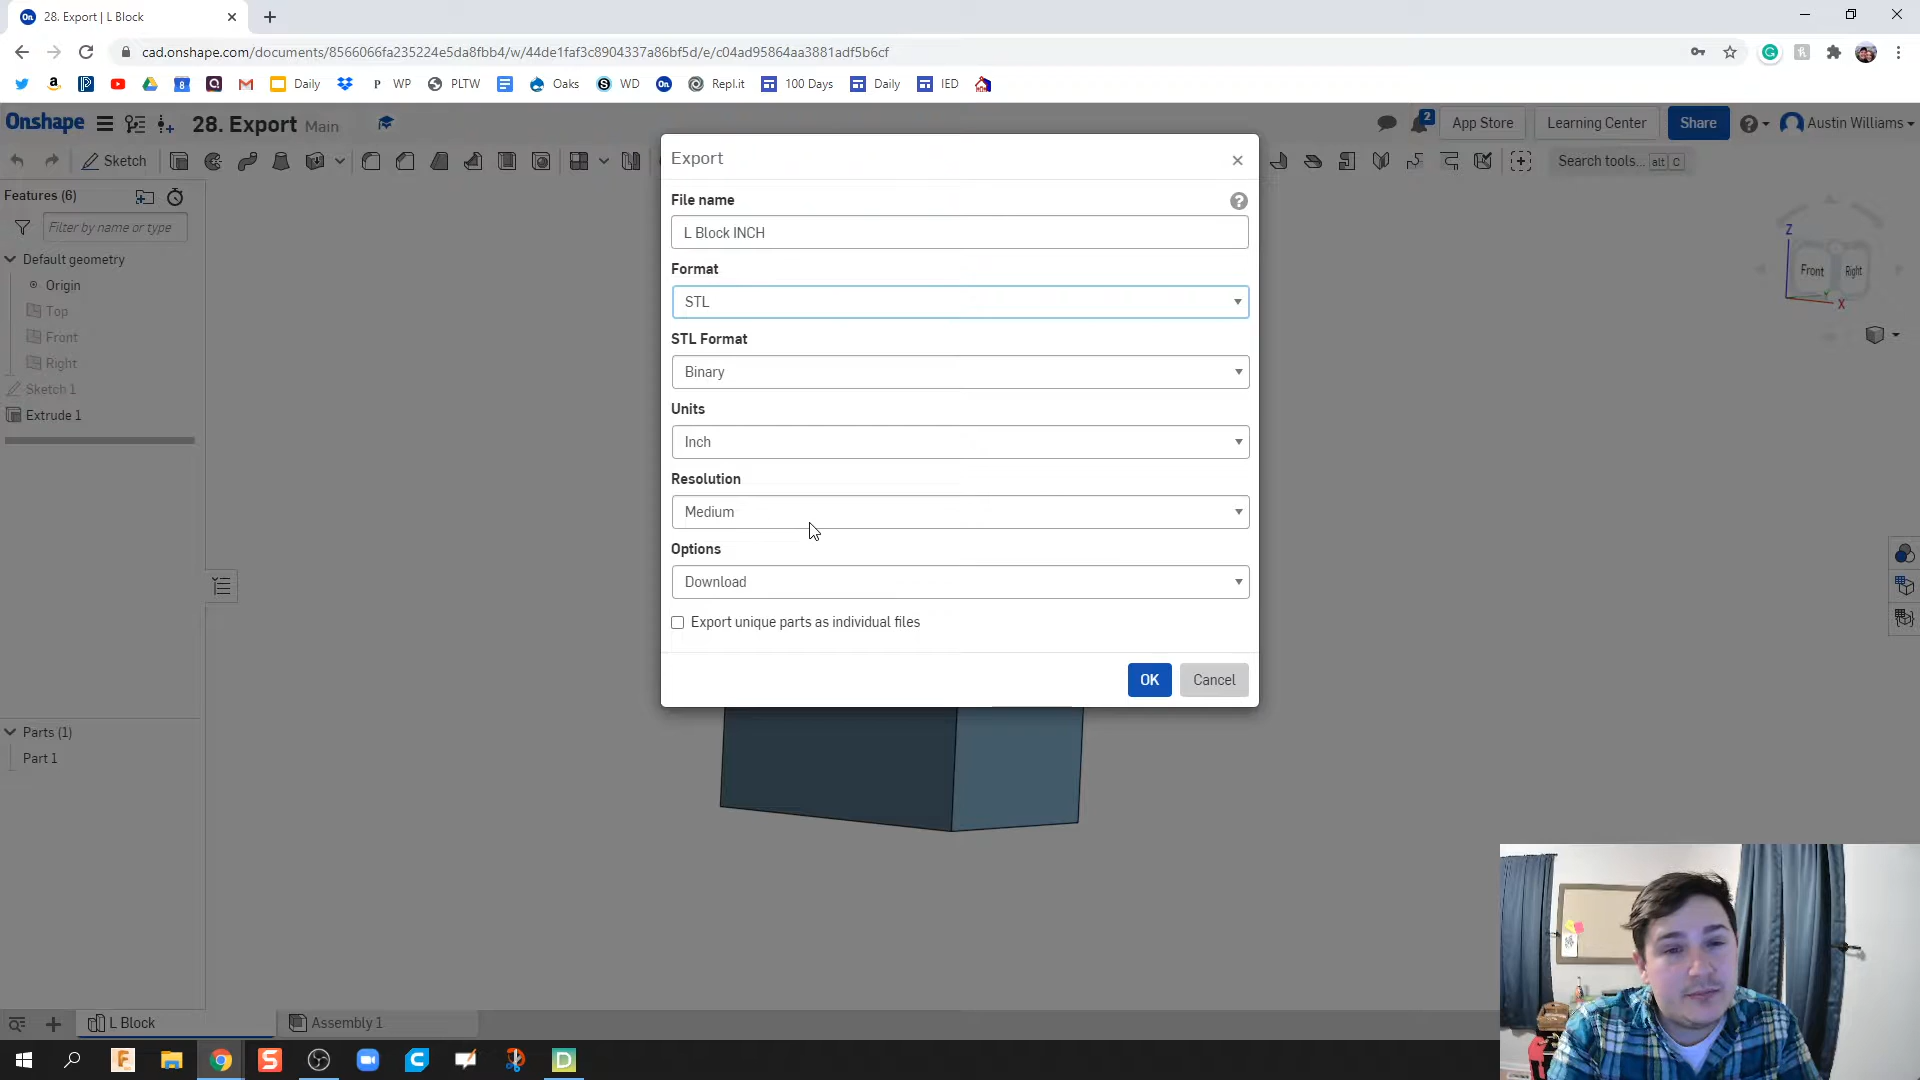 28. Export | L Block
cad.onshape.com/documents/8566066fa235224e5da8fbb4/w/44de1faf3c8904337a86bf5d/e/c04ad95864aa3881adf5b6cf
Daily
WP
PLTW
Oaks
WD
Repl.it
100 Days
Daily
IED
Onshape
28. Export Main
2
App Store
Learning Center
Share
Austin Williams
Sketch
Search tools... alt C
Features (6)
Filter by name or type
Default geometry
Origin
Top
Front
Right
Sketch 1
Extrude 1
Parts (1)
Part 1
Export
File name
L Block INCH
Format
STL
STL Format
Binary
Units
Inch
Resolution
Medium
Options
Download
Export unique parts as individual files
OK Cancel
Z
Front Right
X
L Block
Assembly 1